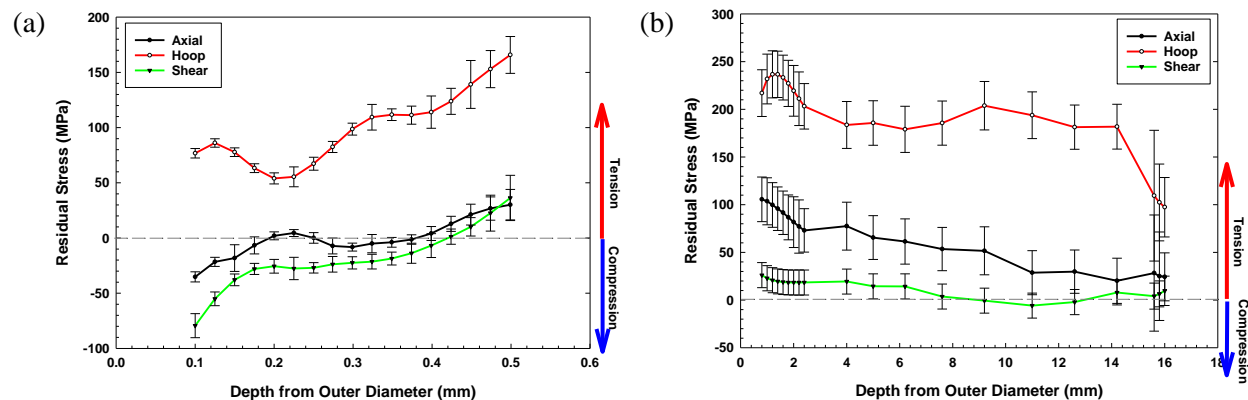 (a)
200
150
100
50
0
-50
-100
Residual Stress (MPa)
Axial
Hoop
Shear
0.0 0.1 0.2 0.3 0.4 0.5 0.6
Depth from Outer Diameter (mm)
Tension
Compression
(b)
300
250
200
150
100
50
0
-50
Residual Stress (MPa)
Axial
Hoop
Shear
0 2 4 6 8 10 12 14 16 18
Depth from Outer Diameter (mm)
Tension
Compression